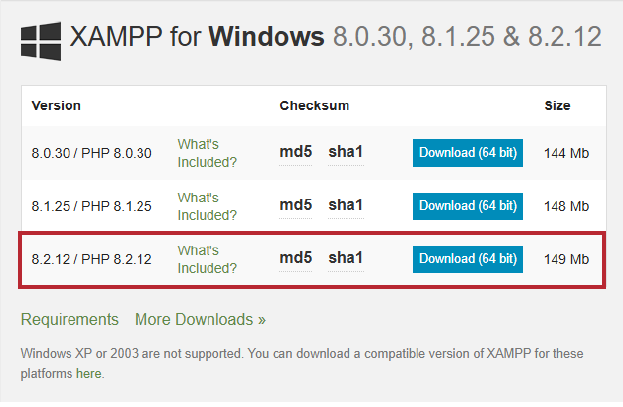 XAMPP for Windows 8.0.30, 8.1.25 & 8.2.12
Version Checksum Size
8.0.30 / PHP 8.0.30 What's Included? md5 sha1 Download (64 bit) 144 Mb
8.1.25 / PHP 8.1.25 What's Included? md5 sha1 Download (64 bit) 148 Mb
8.2.12 / PHP 8.2.12 What's Included? md5 sha1 Download (64 bit) 149 Mb
Requirements More Downloads »
Windows XP or 2003 are not supported. You can download a compatible version of XAMPP for these
platforms here.